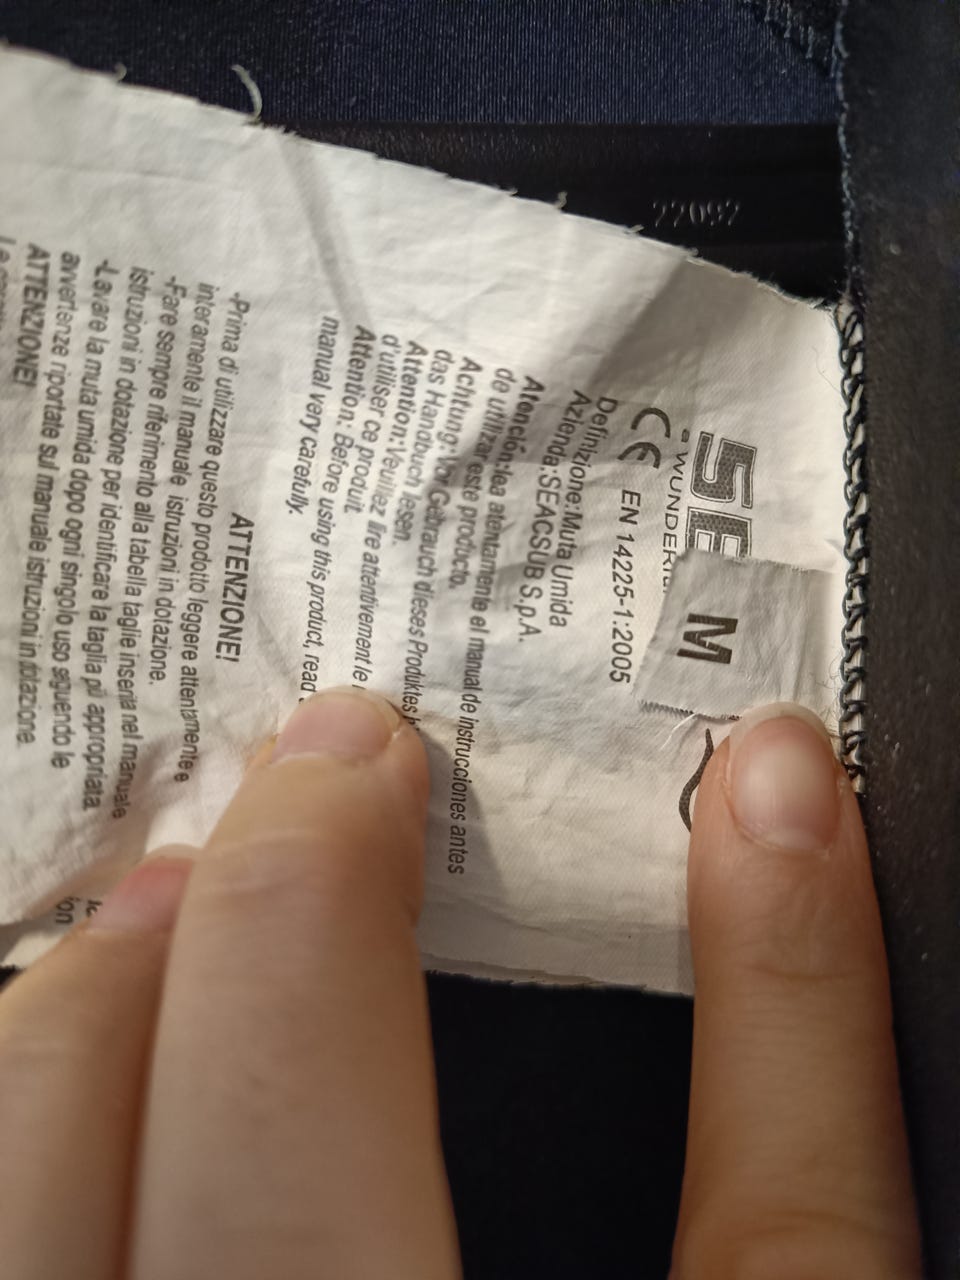 22092
SE
M
a WUNDER
CE EN 14225-1:2005
Definizione:Muta Umida
Azienda:SEACSUB S.p.A.
Atención:lea atentamente el manual de instrucciones antes
de utilizar este producto.
Achtung:Vor Gebrauch dieses Produktes
das Handbuch lesen.
Attention:Veuillez lire attentivement le
d'utiliser ce produit.
Attention: Before using this product, read
manual very carefully.
ATTENZIONE!
-Prima di utilizzare questo prodotto leggere attentamente e
interamente il manuale istruzioni in dotazione.
-Fare sempre riferimento alla tabella taglie inserita nel manuale
istruzioni in dotazione per identificare la taglia più appropriata.
-Lavare la muta umida dopo ogni singolo uso seguendo le
avvertenze riportate sul manuale istruzioni in dotazione.
ATTENZIONE!